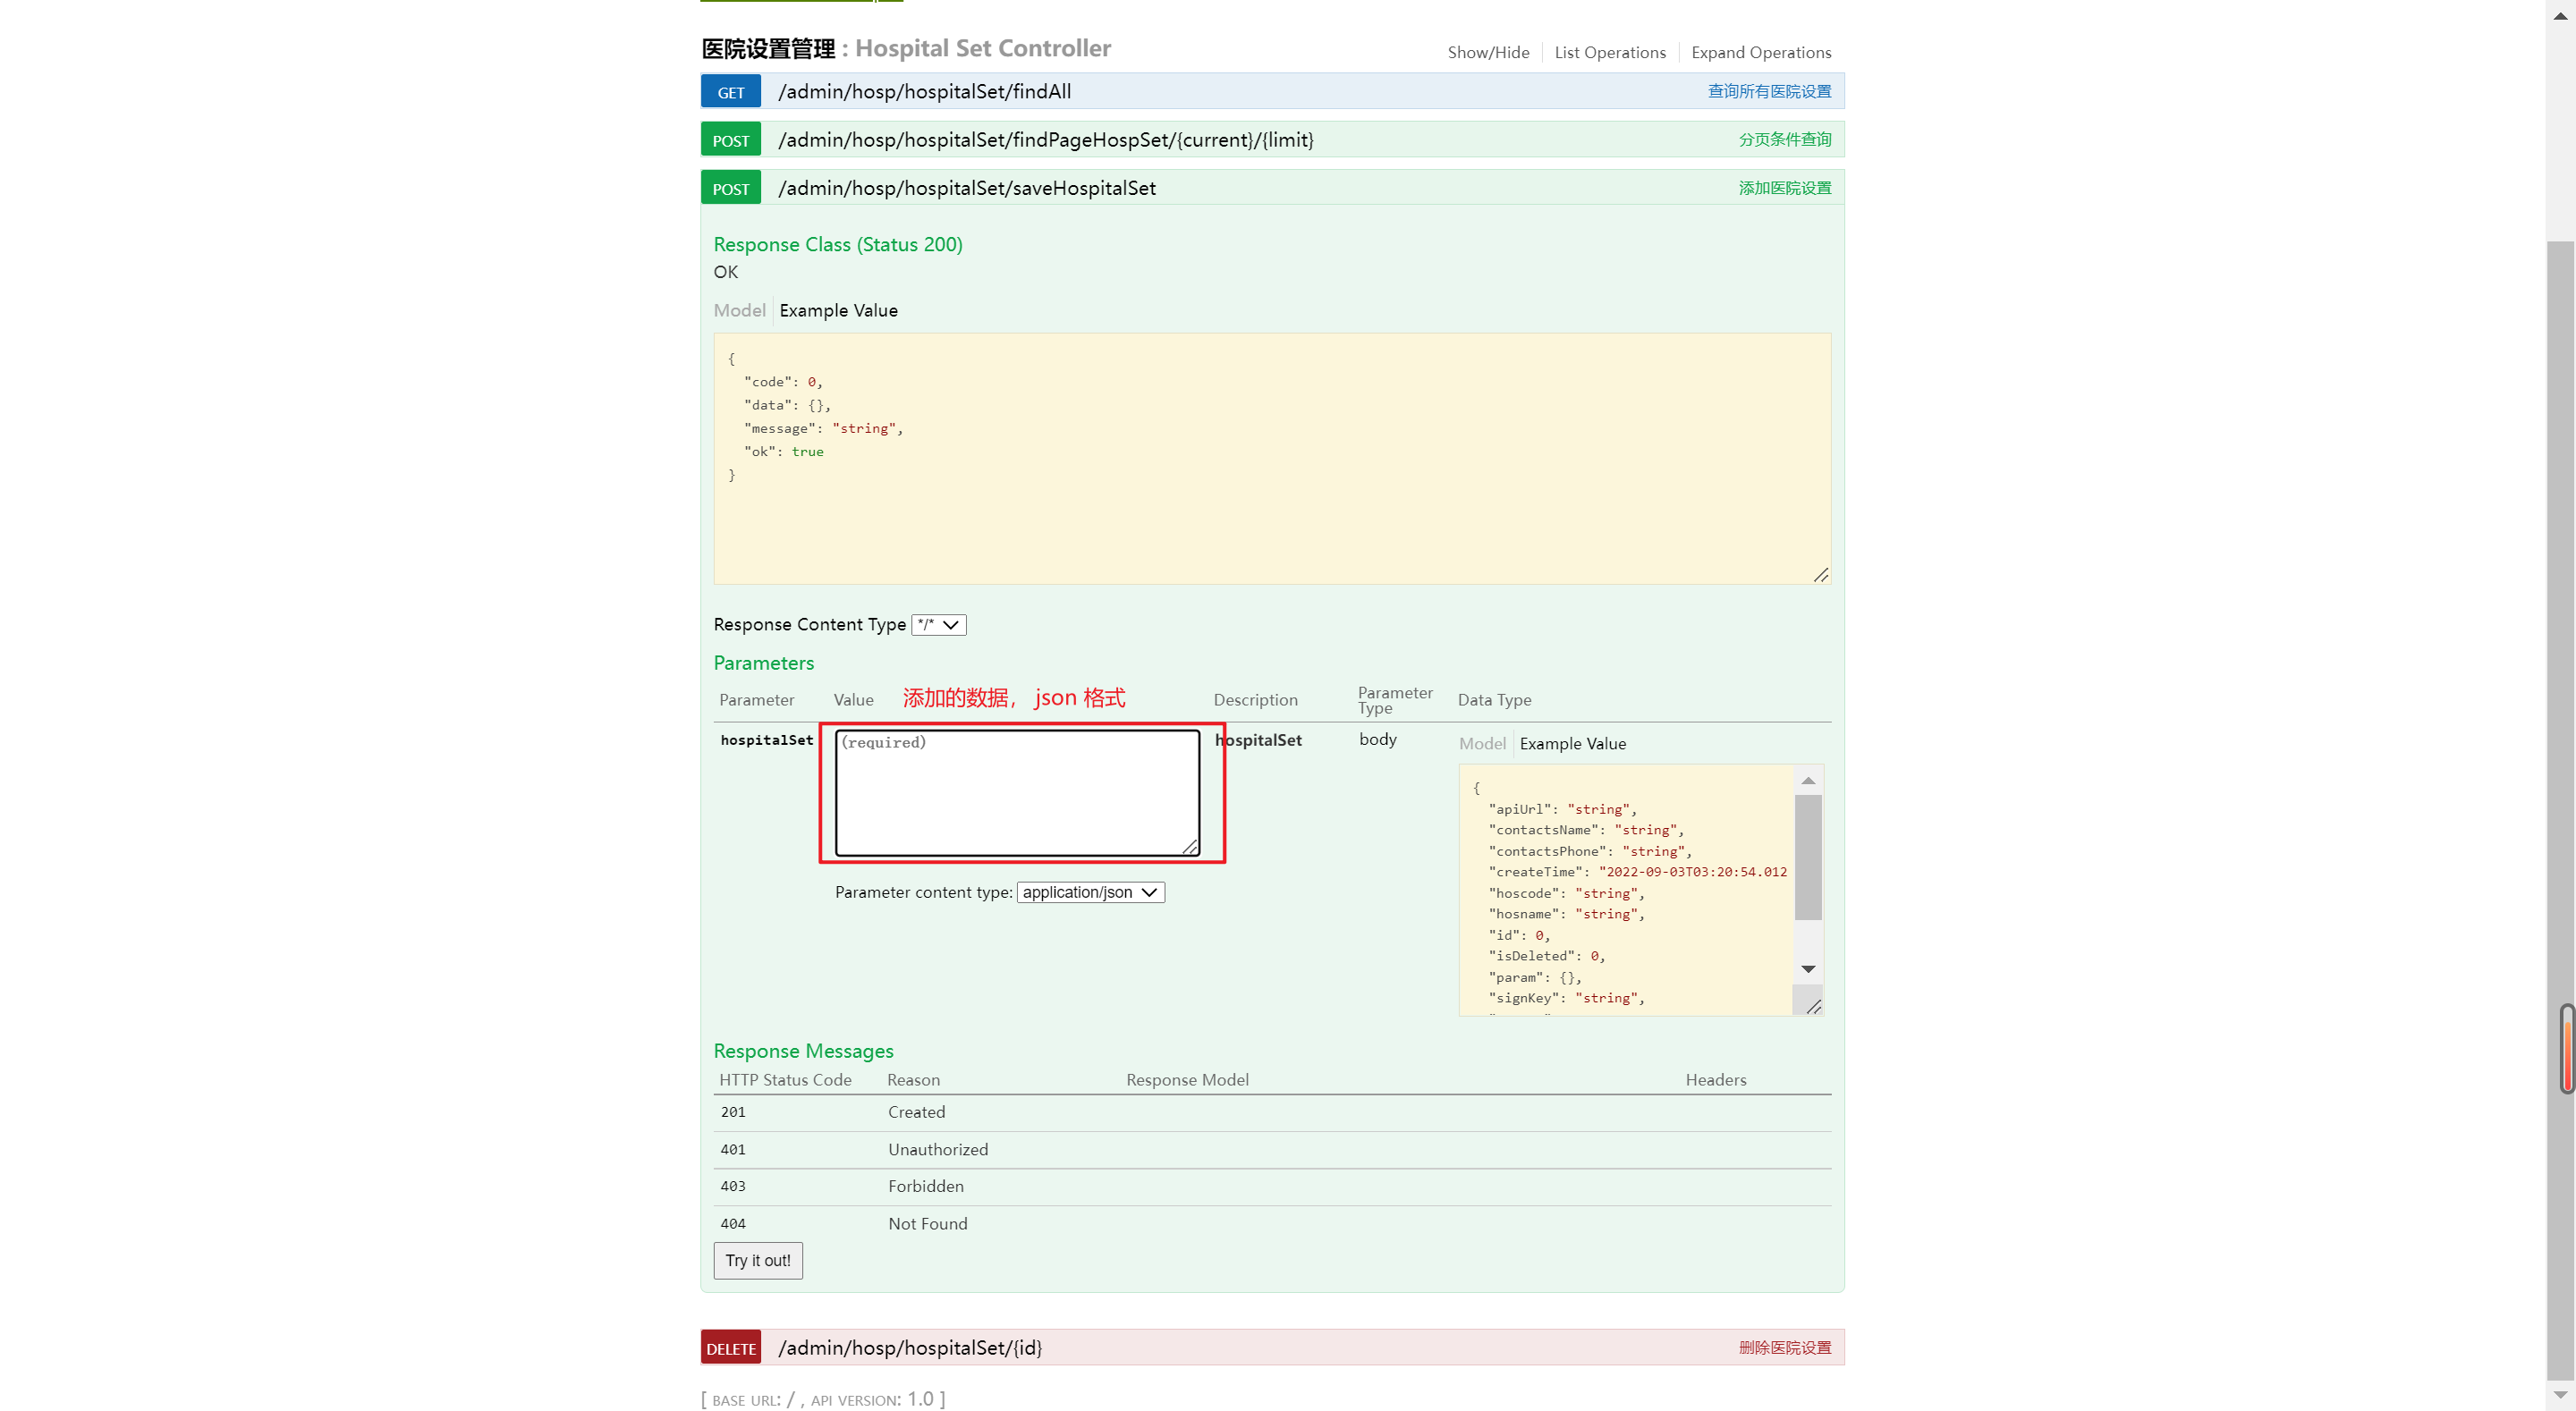 医院设置管理 : Hospital Set Controller
Show/Hide
List Operations
Expand Operations
GET /admin/hosp/hospitalSet/findAll 查询所有医院设置
POST /admin/hosp/hospitalSet/findPageHospSet/{current}/{limit} 分页条件查询
POST /admin/hosp/hospitalSet/saveHospitalSet 添加医院设置
Response Class (Status 200)
OK
Model Example Value
{
"code": 0,
"data": {},
"message": "string",
"ok": true
}
Response Content Type */*
Parameters
Parameter Value 添加的数据， json 格式 Description Parameter Type Data Type
hospitalSet (required) hospitalSet body Model Example Value
{
"apiUrl": "string",
"contactsName": "string",
"contactsPhone": "string",
"createTime": "2022-09-03T03:20:54.012
"hoscode": "string",
"hosname": "string",
"id": 0,
"isDeleted": 0,
"param": {},
"signKey": "string",
Parameter content type: application/json
Response Messages
HTTP Status Code Reason Response Model Headers
201 Created
401 Unauthorized
403 Forbidden
404 Not Found
Try it out!
DELETE /admin/hosp/hospitalSet/{id} 删除医院设置
[ BASE URL: / , API VERSION: 1.0 ]